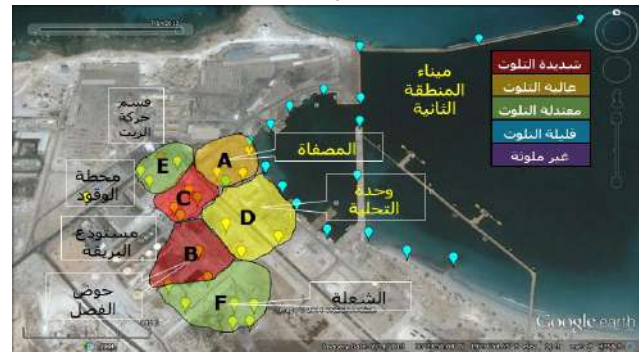 ميناء
المنطقة
الثانية
شديدة التلوث
عالية التلوث
معتدلة التلوث
قليلة التلوث
غير ملوثة
قسم
حركة
الزيت
المصفاة
محطة
الوقود
وحدة
التحلية
مستودع
البريقة
حوض
الفصل
الشعلة
A
E
C
D
B
F
Google earth